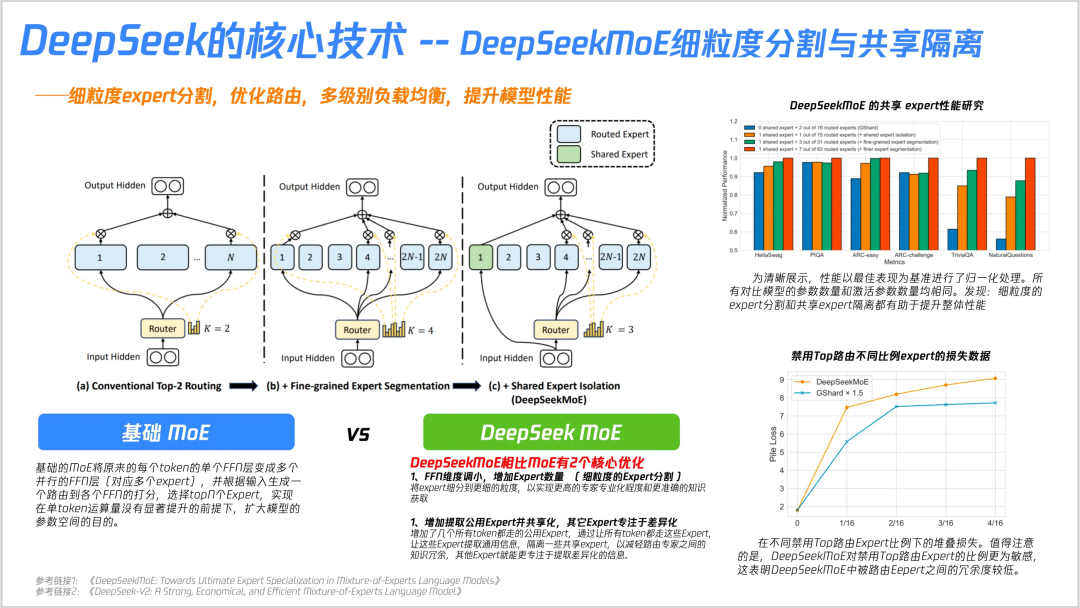 DeepSeek的核心技术 -- DeepSeekMoE细粒度分割与共享隔离
——细粒度expert分割，优化路由，多级别负载均衡，提升模型性能
Routed Expert
Shared Expert
Output Hidden
1
2
...
N
Router
K = 2
Input Hidden
(a) Conventional Top-2 Routing
Output Hidden
1
2
3
4
...
2N-1
2N
Router
K = 4
Input Hidden
(b) + Fine-grained Expert Segmentation
Output Hidden
1
2
3
4
...
2N-1
2N
Router
K = 3
Input Hidden
(c) + Shared Expert Isolation
(DeepSeekMoE)
基础 MoE
VS
DeepSeek MoE
基础的MoE将原来的每个token的单个FFN层变成多个
并行的FFN层（对应多个expert），并根据输入生成一
个路由到各个FFN的打分，选择topN个Expert，实现
在单token运算量没有显著提升的前提下，扩大模型的
参数空间的目的。
DeepSeekMoE相比MoE有2个核心优化
1、FFN维度调小，增加Expert数量 （ 细粒度的Expert分割 ）
将expert细分到更细的粒度，以实现更高的专家专业化程度和更准确的知识
获取
1、增加提取公用Expert并共享化，其它Expert专注于差异化
增加了几个所有token都走的公用Expert，通过让所有token都走这些Expert,
让这些Expert提取通用信息，隔离一些共享expert，以减轻路由专家之间的
知识冗余，其他Expert就能更专注于提取差异化的信息。
DeepSeekMoE 的共享 expert性能研究
0 shared expert + 2 out of 16 routed experts (GShard)
1 shared expert + 1 out of 15 routed experts (+ shared expert isolation)
1 shared expert + 3 out of 31 routed experts (+ fine-grained expert segmentation)
1 shared expert + 7 out of 63 routed experts (+ finer expert segmentation)
Normalized Performance
1.2
1.1
1.0
0.9
0.8
0.7
0.6
0.5
HellaSwag
PIQA
ARC-easy
ARC-challenge
TriviaQA
NaturalQuestions
Metrics
为清晰展示，性能以最佳表现为基准进行了归一化处理。所
有对比模型的参数数量和激活参数数量均相同。发现：细粒度的
expert分割和共享expert隔离都有助于提升整体性能
禁用Top路由不同比例expert的损失数据
DeepSeekMoE
GShard × 1.5
Pile Loss
9
8
7
6
5
4
3
2
0
1/16
2/16
3/16
4/16
在不同禁用Top路由Expert比例下的堆叠损失。值得注意
的是，DeepSeekMoE对禁用Top路由Expert的比例更为敏感，
这表明DeepSeekMoE中被路由Eepert之间的冗余度较低。
参考链接1: 《DeepSeekMoE: Towards Ultimate Expert Specialization in Mixture-of-Experts Language Models》
参考链接2: 《DeepSeek-V2: A Strong, Economical, and Efficient Mixture-of-Experts Language Model》